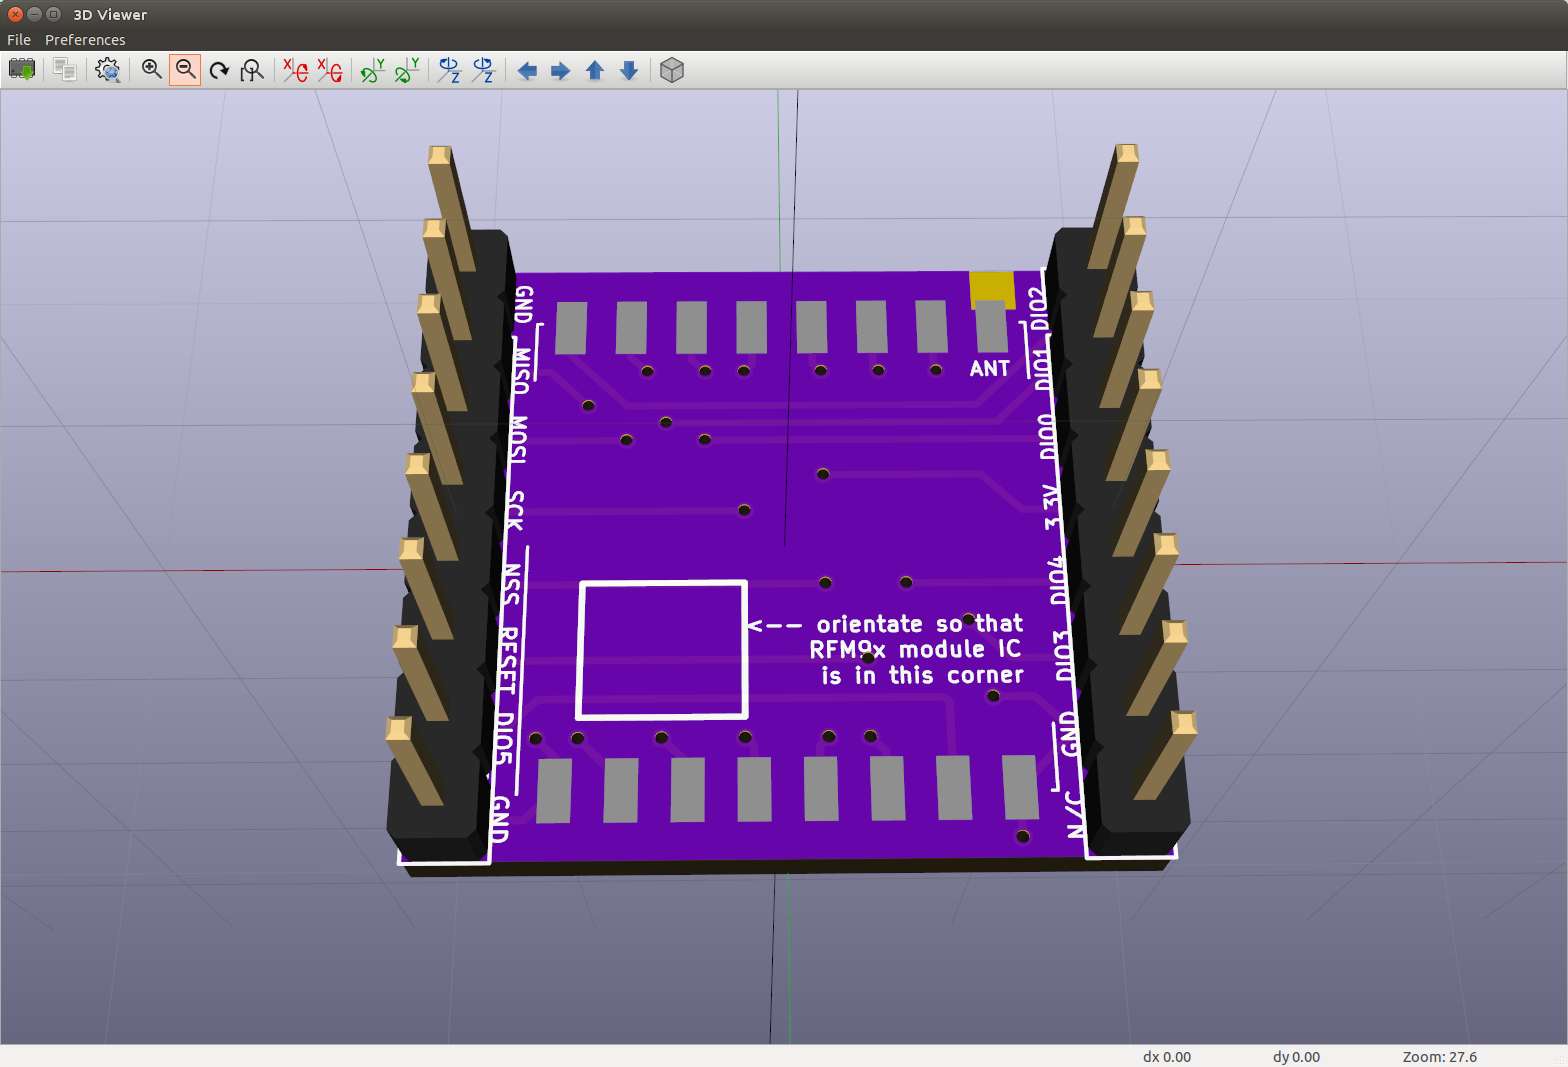 3D Viewer
File Preferences
GND
MISO
MOSI
SCK
NSS
RESET
DIO5
GND
ANT
DIO2
DIO1
DIO0
3.3V
DIO4
DIO3
GND
N/C
<-- orientate so that
RFM9x module IC
is in this corner
dx 0.00 dy 0.00 Zoom: 27.6